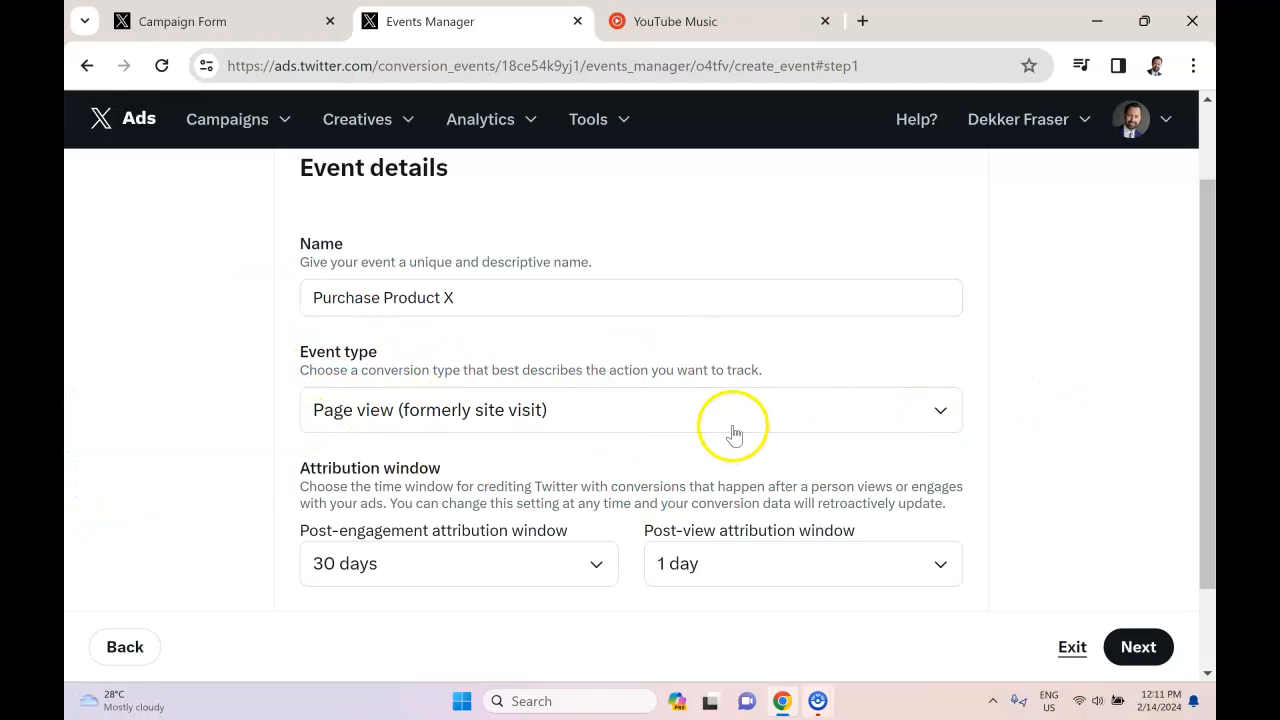 Campaign Form
Events Manager
YouTube Music
https://ads.twitter.com/conversion_events/18ce54k9yj1/events_manager/o4tfv/create_event#step1
Ads
Campaigns
Creatives
Analytics
Tools
Help?
Dekker Fraser
Event details
Name
Give your event a unique and descriptive name.
Purchase Product X
Event type
Choose a conversion type that best describes the action you want to track.
Page view (formerly site visit)
Attribution window
Choose the time window for crediting Twitter with conversions that happen after a person views or engages
with your ads. You can change this setting at any time and your conversion data will retroactively update.
Post-engagement attribution window
Post-view attribution window
30 days
1 day
Back
Exit
Next
28°C
Mostly cloudy
Search
PRE
ENG
US
12:11 PM
2/14/2024